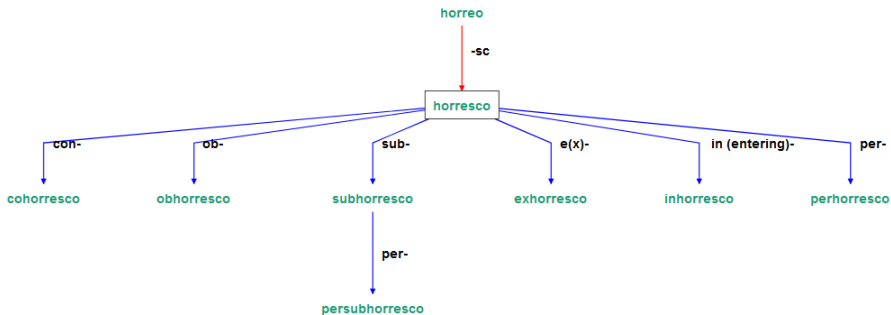 horreo
-sc
horresco
con-
ob-
sub-
e(x)-
in (entering)-
per-
cohorresco
obhorresco
subhorresco
exhorresco
inhorresco
perhorresco
per-
persubhorresco